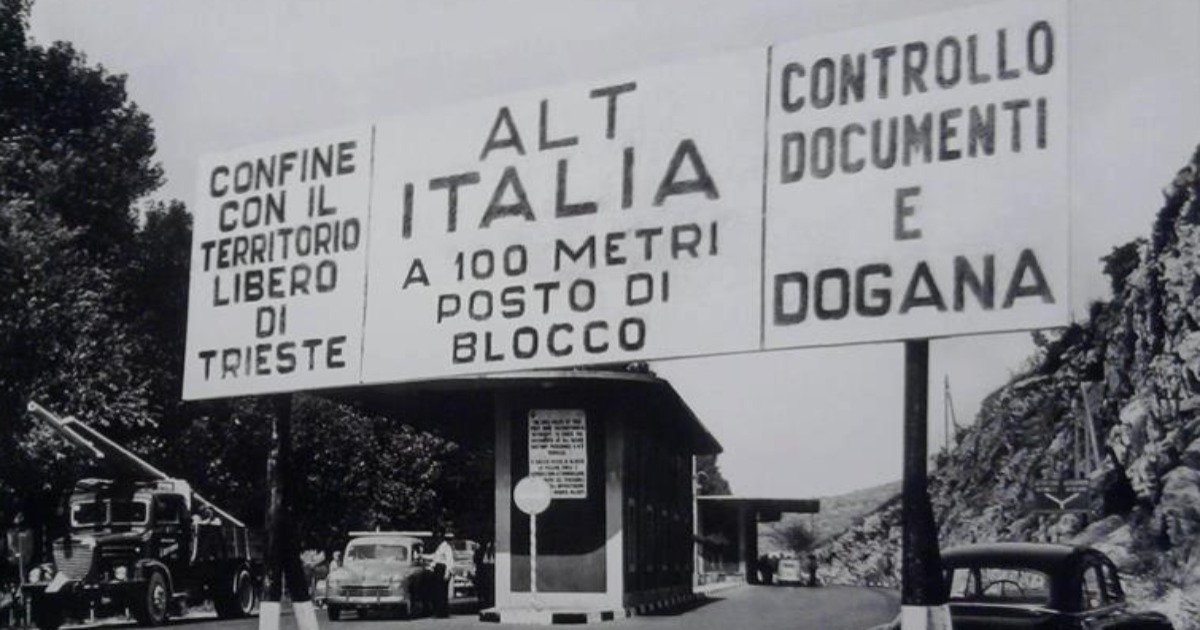 CONFINE
CON IL
TERRITORIO
LIBERO
DI
TRIESTE
ALT
ITALIA
A 100 METRI
POSTO DI
BLOCCO
CONTROLLO
DOCUMENTI
E
DOGANA